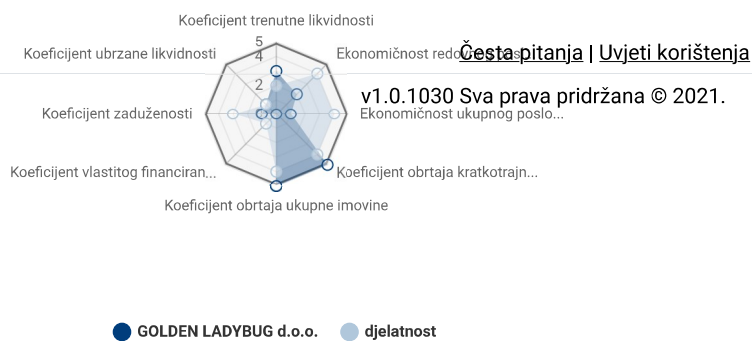 Koeficijent trenutne likvidnosti
5
4
2
Koeficijent ubrzane likvidnosti
Ekonomičnost redovnog
Česta pitanja | Uvjeti korištenja
v1.0.1030 Sva prava pridržana © 2021.
Koeficijent zaduženosti
Ekonomičnost ukupnog poslo...
Koeficijent vlastitog financiran...
Koeficijent obrtaja kratkotrajn...
Koeficijent obrtaja ukupne imovine
GOLDEN LADYBUG d.o.o.
djelatnost